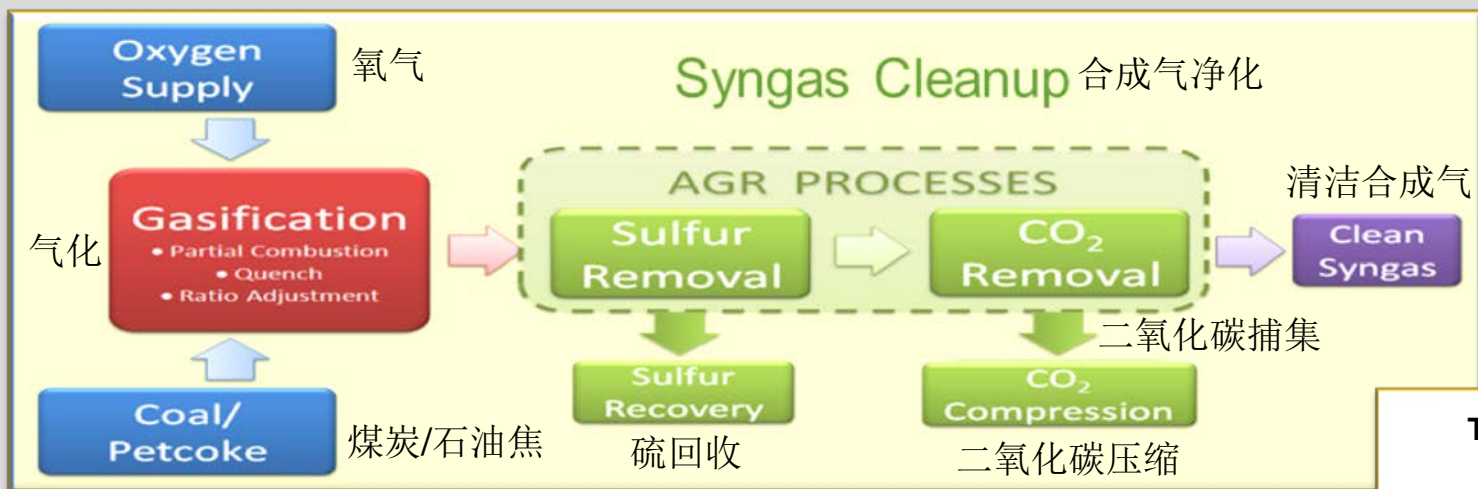 Oxygen
Supply
氧气
Syngas Cleanup 合成气净化
AGR PROCESSES
清洁合成气
气化
Gasification
• Partial Combustion
• Quench
• Ratio Adjustment
Sulfur
Removal
CO₂
Removal
Clean
Syngas
二氧化碳捕集
Coal/
Petcoke
煤炭/石油焦
Sulfur
Recovery
硫回收
CO₂
Compression
二氧化碳压缩
T